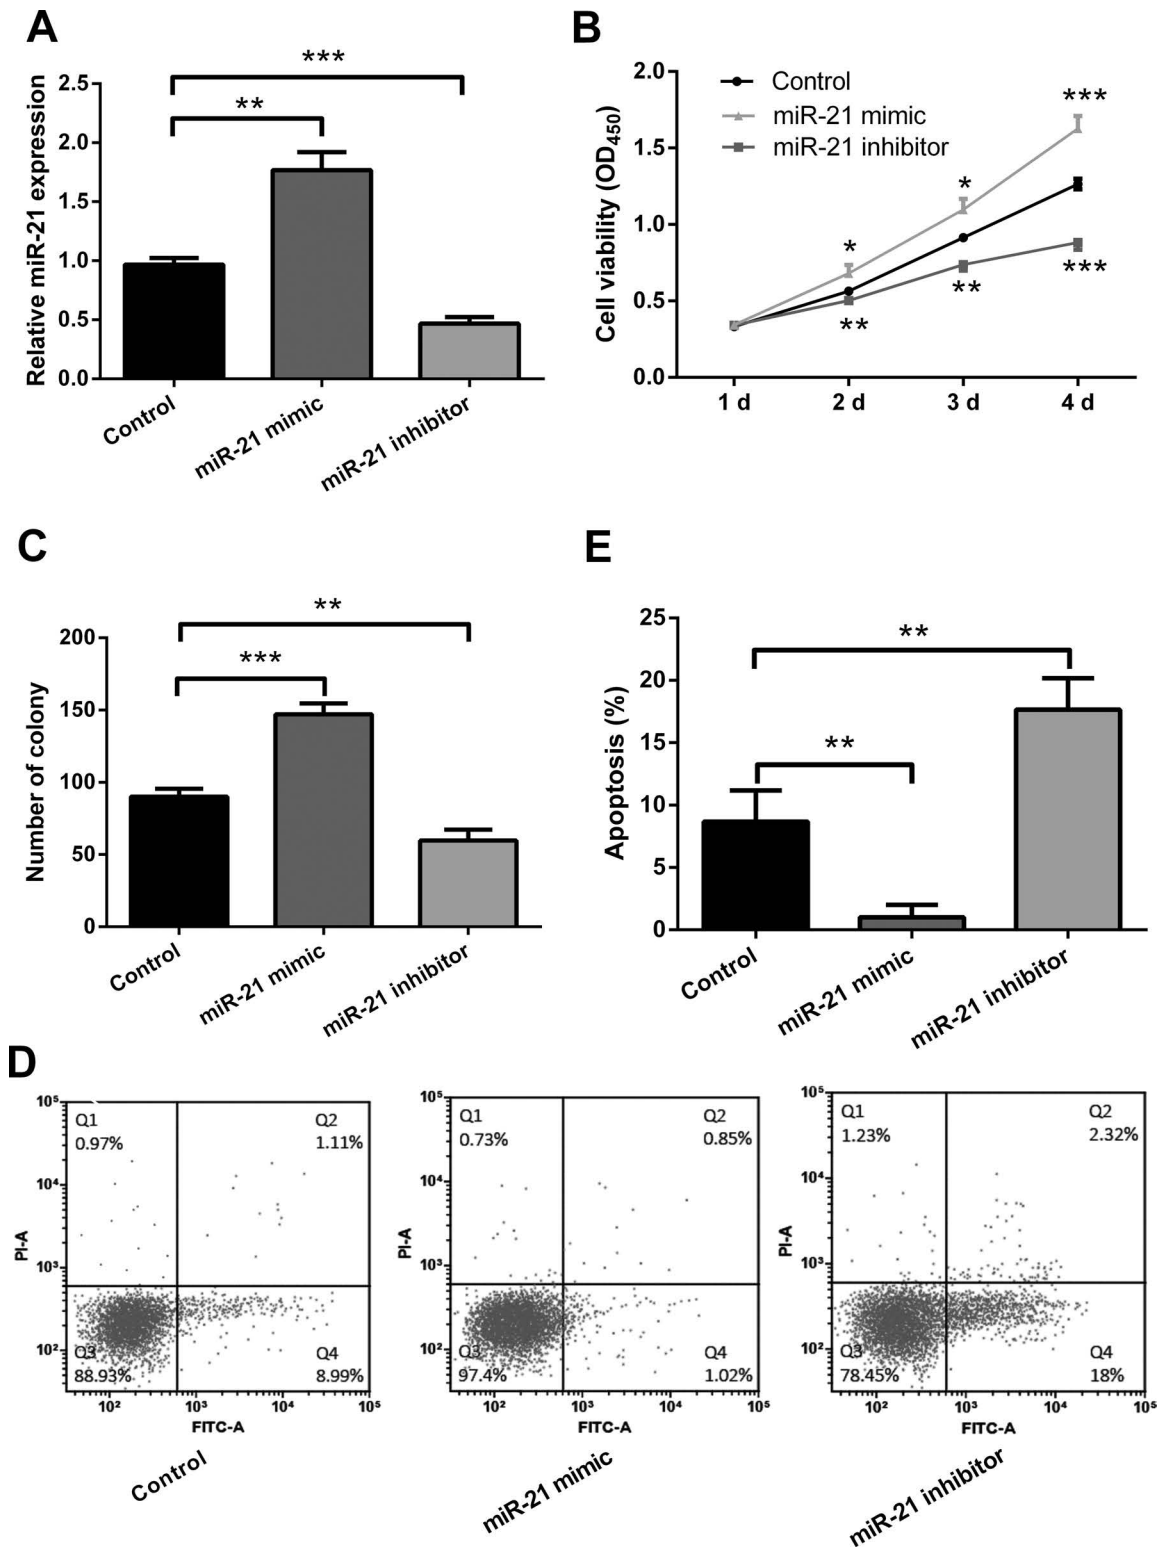 A
Relative miR-21 expression
2.5
2.0
1.5
1.0
0.5
0.0
***
**
Control
miR-21 mimic
miR-21 inhibitor
B
Cell viability (OD450)
2.0
1.5
1.0
0.5
0.0
Control
miR-21 mimic
miR-21 inhibitor
***
*
*
**
**
***
1 d
2 d
3 d
4 d
C
Number of colony
200
150
100
50
0
**
***
Control
miR-21 mimic
miR-21 inhibitor
E
Apoptosis (%)
25
20
15
10
5
0
**
**
Control
miR-21 mimic
miR-21 inhibitor
D
PI-A
10⁵
10⁴
10³
10²
Q1
0.97%
Q2
1.11%
Q3
88.93%
Q4
8.99%
10²
10³
10⁴
10⁵
FITC-A
Control
PI-A
10⁵
10⁴
10³
10²
Q1
0.73%
Q2
0.85%
Q3
97.4%
Q4
1.02%
10²
10³
10⁴
10⁵
FITC-A
miR-21 mimic
PI-A
10⁵
10⁴
10³
10²
Q1
1.23%
Q2
2.32%
Q3
78.45%
Q4
18%
10²
10³
10⁴
10⁵
FITC-A
miR-21 inhibitor